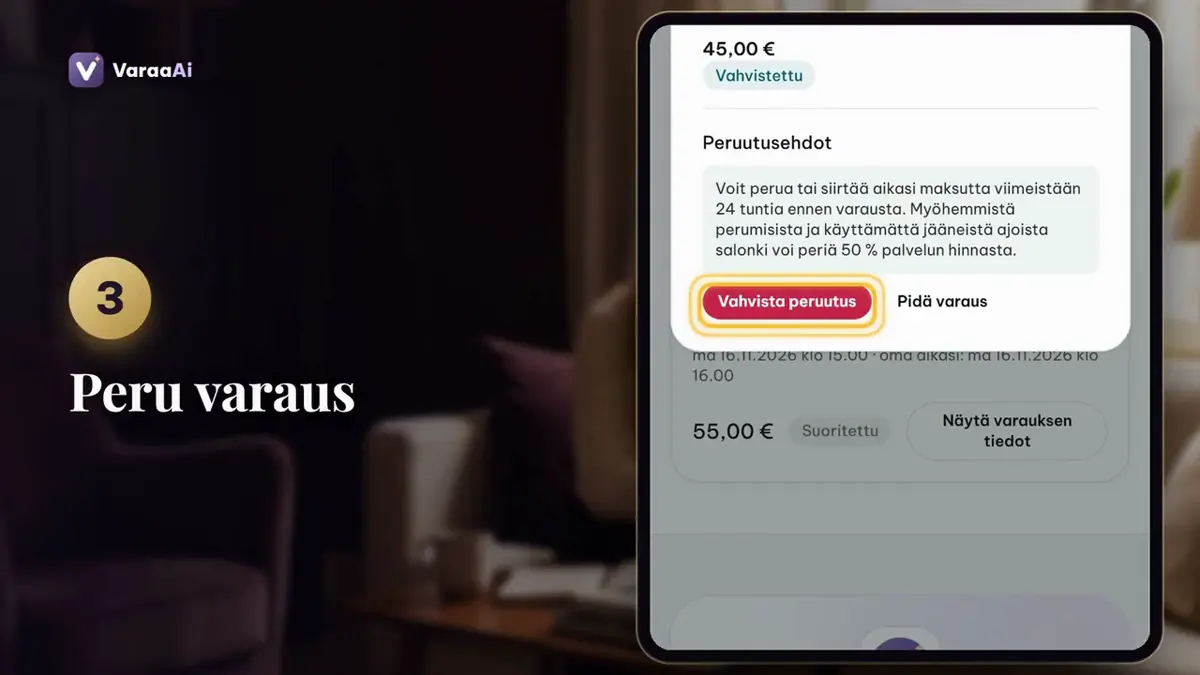 VaraaAi
3
Peru varaus
45,00 €
Vahvistettu
Peruutusehdot
Voit perua tai siirtää aikasi maksutta viimeistään
24 tuntia ennen varausta. Myöhemmistä
perumisista ja käyttämättä jääneistä ajoista
salonki voi periä 50 % palvelun hinnasta.
Vahvista peruutus
Pidä varaus
ma 16.11.2026 klo 15.00 · oma aikasi: ma 16.11.2026 klo
16.00
55,00 €
Suoritettu
Näytä varauksen
tiedot